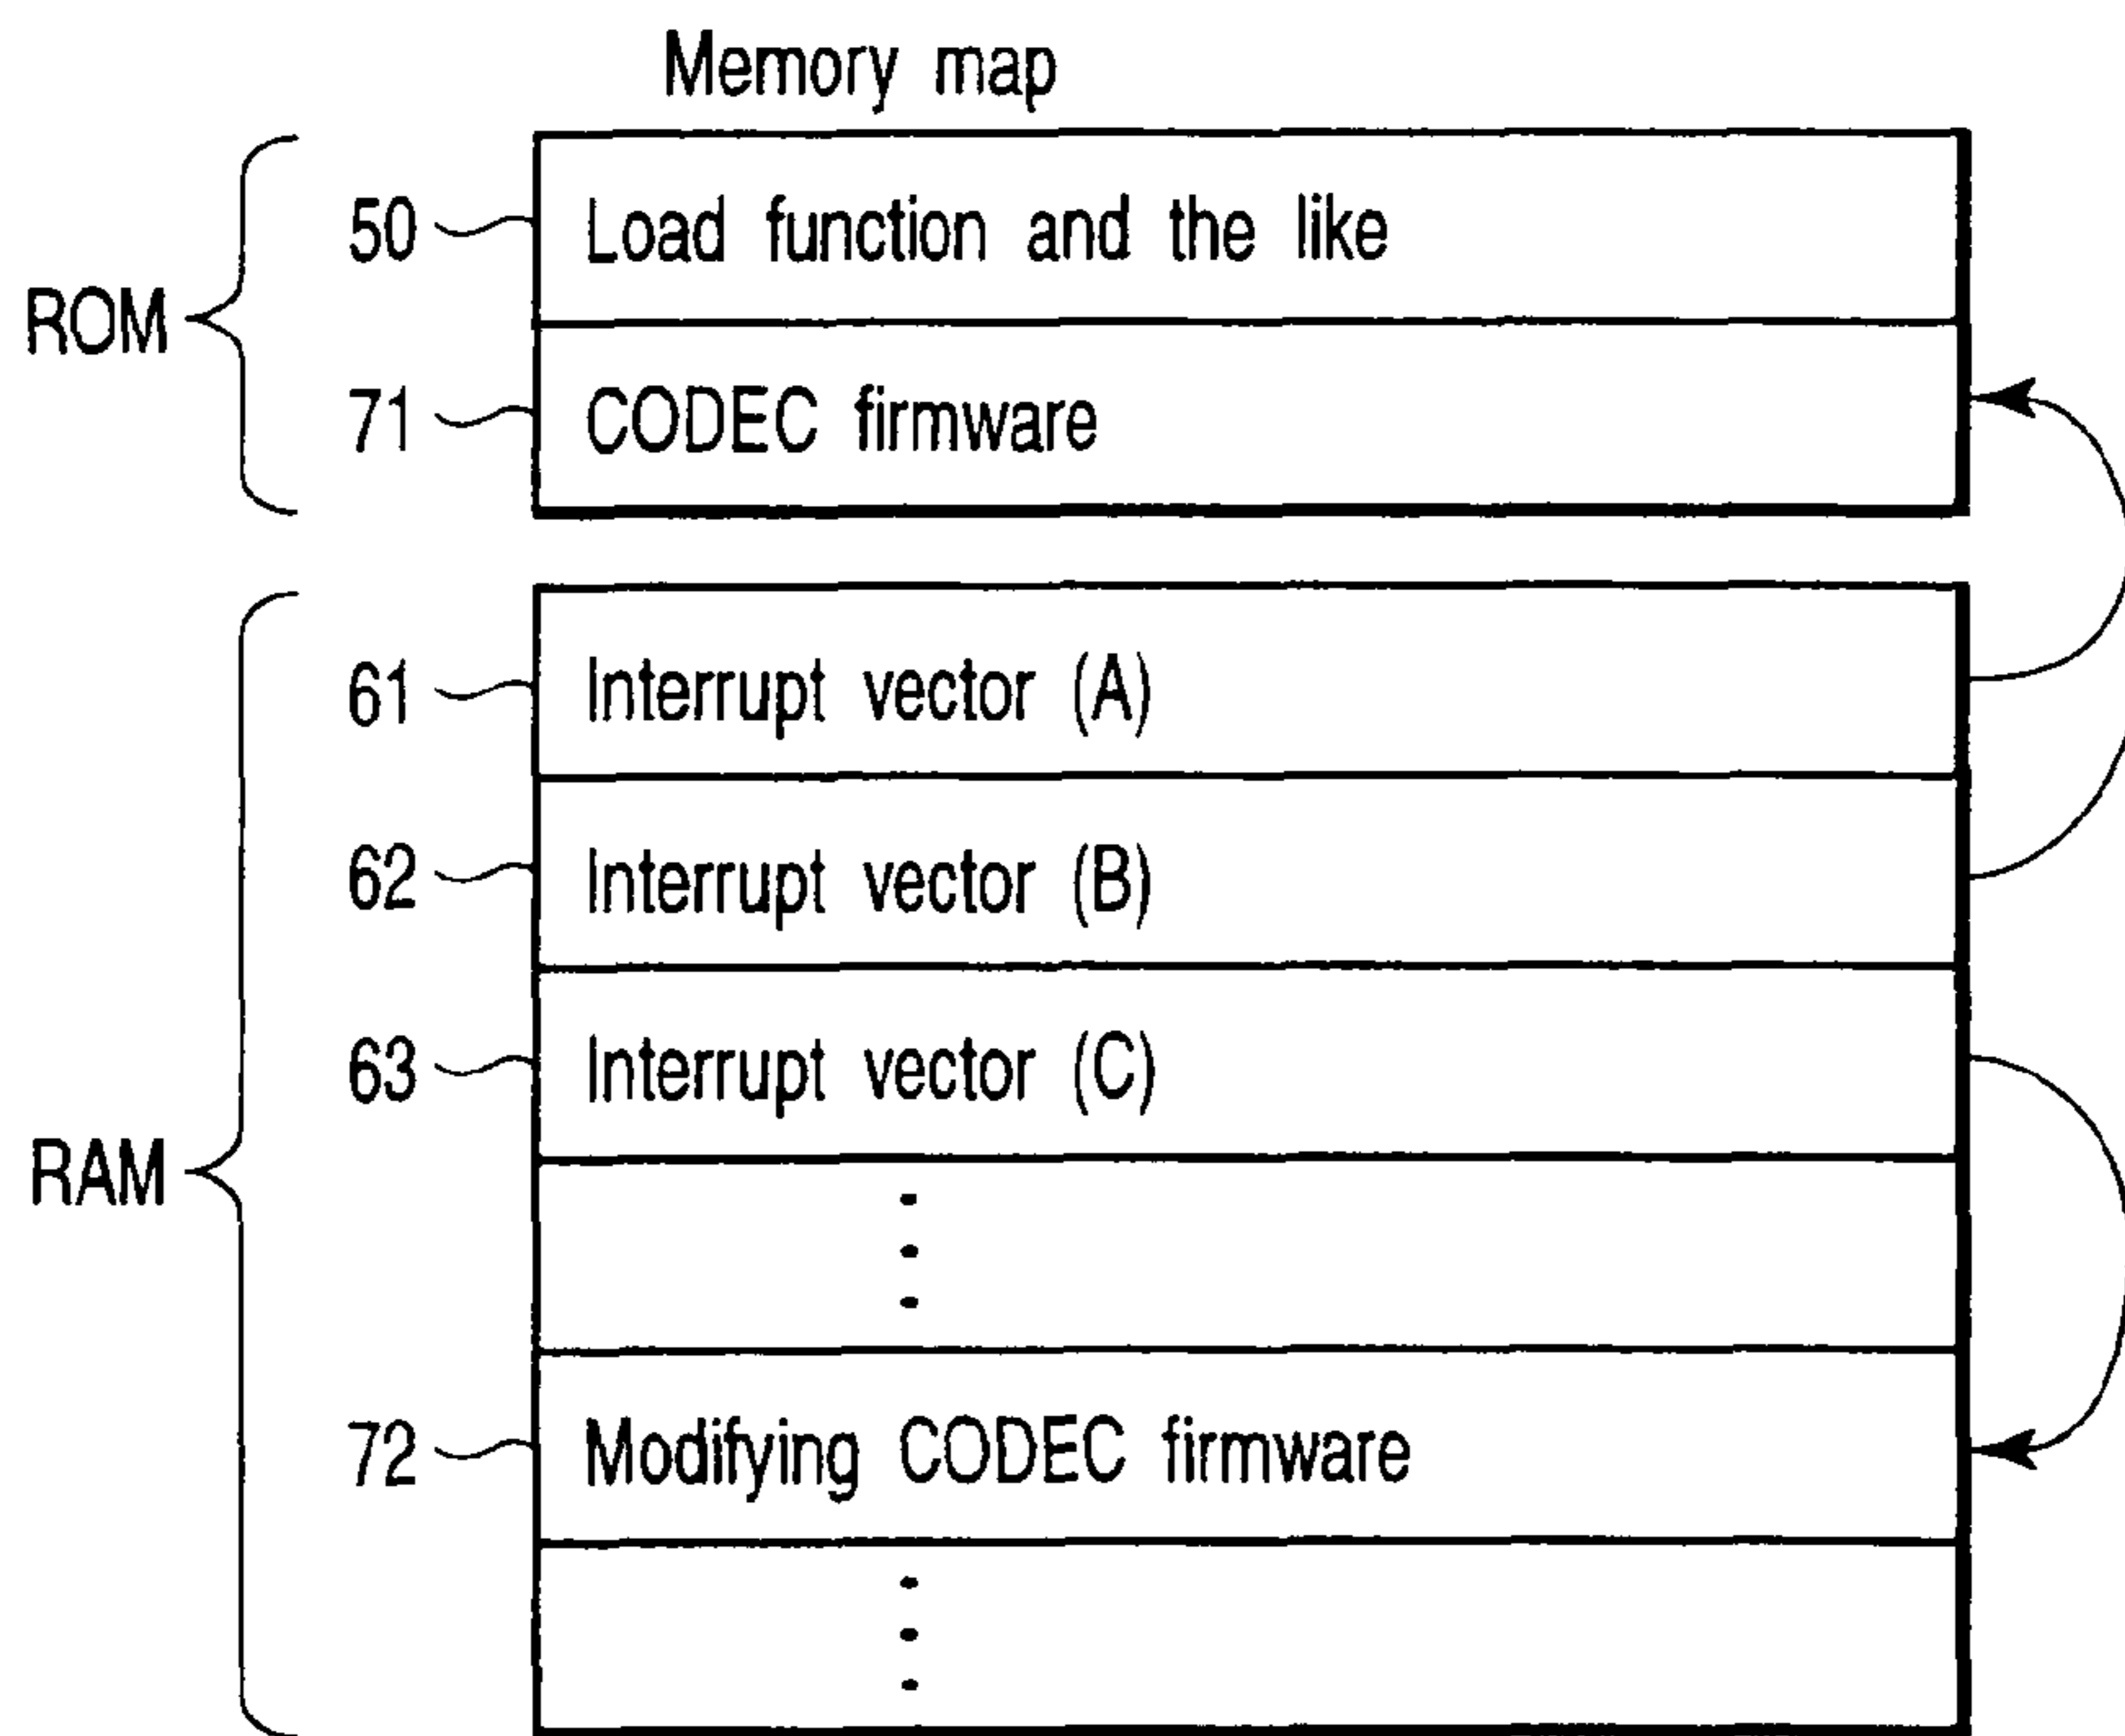 Memory map
50 Load function and the like
ROM
71 CODEC firmware
61 Interrupt vector (A)
62 Interrupt vector (B)
63 Interrupt vector (C)
RAM
72 Modifying CODEC firmware